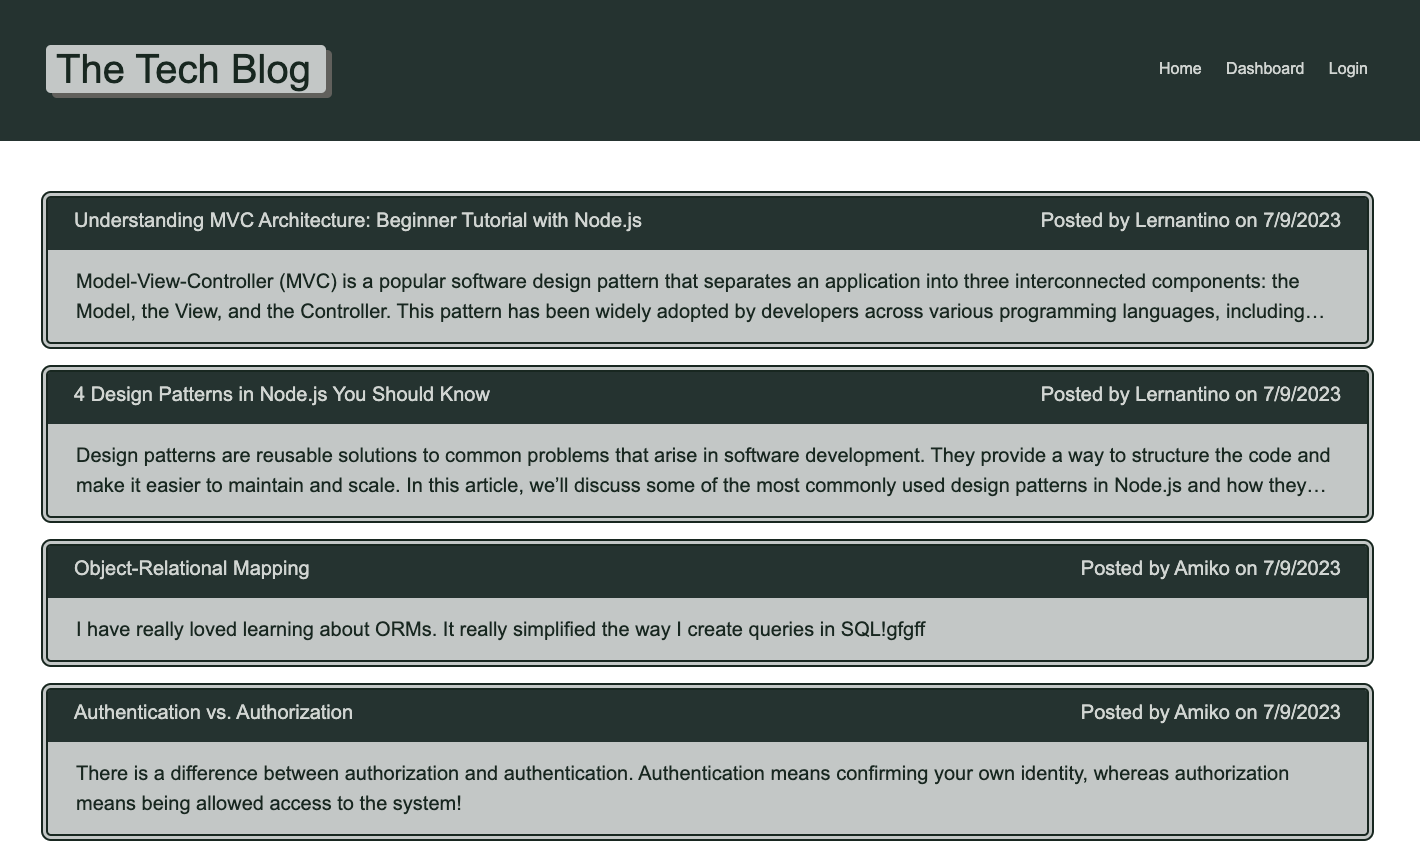 The Tech Blog
Home Dashboard Login
Understanding MVC Architecture: Beginner Tutorial with Node.js Posted by Lernantino on 7/9/2023
Model-View-Controller (MVC) is a popular software design pattern that separates an application into three interconnected components: the
Model, the View, and the Controller. This pattern has been widely adopted by developers across various programming languages, including…
4 Design Patterns in Node.js You Should Know Posted by Lernantino on 7/9/2023
Design patterns are reusable solutions to common problems that arise in software development. They provide a way to structure the code and
make it easier to maintain and scale. In this article, we’ll discuss some of the most commonly used design patterns in Node.js and how they…
Object-Relational Mapping Posted by Amiko on 7/9/2023
I have really loved learning about ORMs. It really simplified the way I create queries in SQL!gfgff
Authentication vs. Authorization Posted by Amiko on 7/9/2023
There is a difference between authorization and authentication. Authentication means confirming your own identity, whereas authorization
means being allowed access to the system!